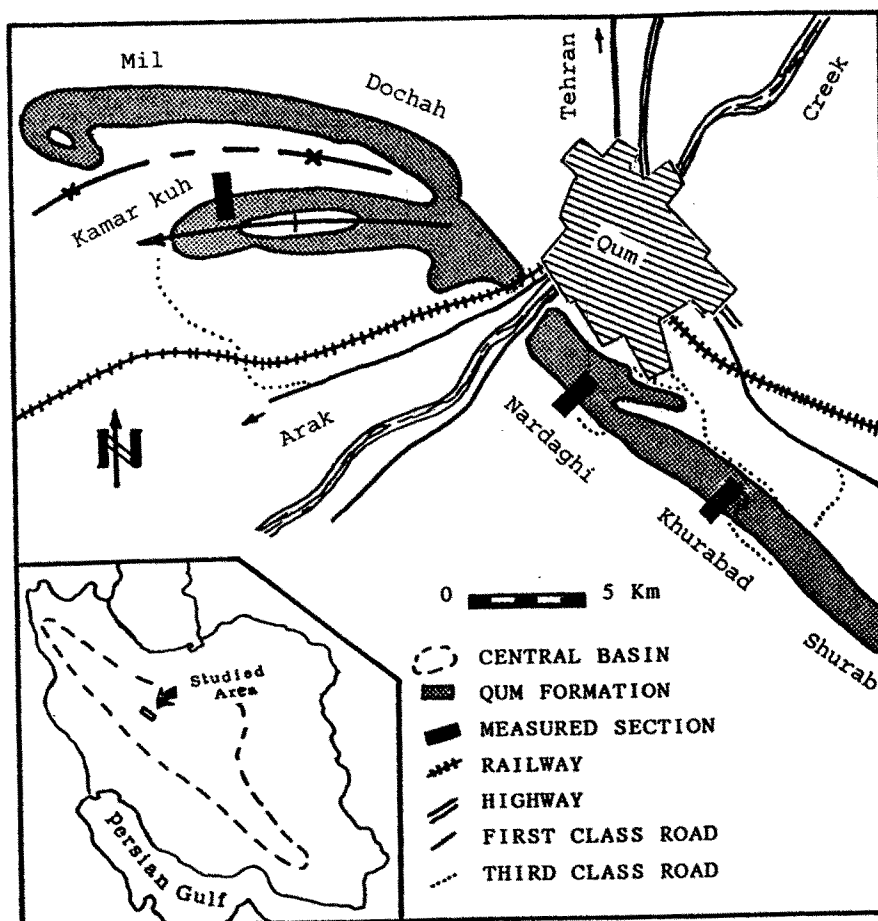 Mil
Dochah
Tehran
Creek
Kamar kuh
Qum
Arak
Nardaghi
N
Khurabad
Shurab
0 5 Km
Studied
Area
Persian Gulf
CENTRAL BASIN
QUM FORMATION
MEASURED SECTION
RAILWAY
HIGHWAY
FIRST CLASS ROAD
THIRD CLASS ROAD